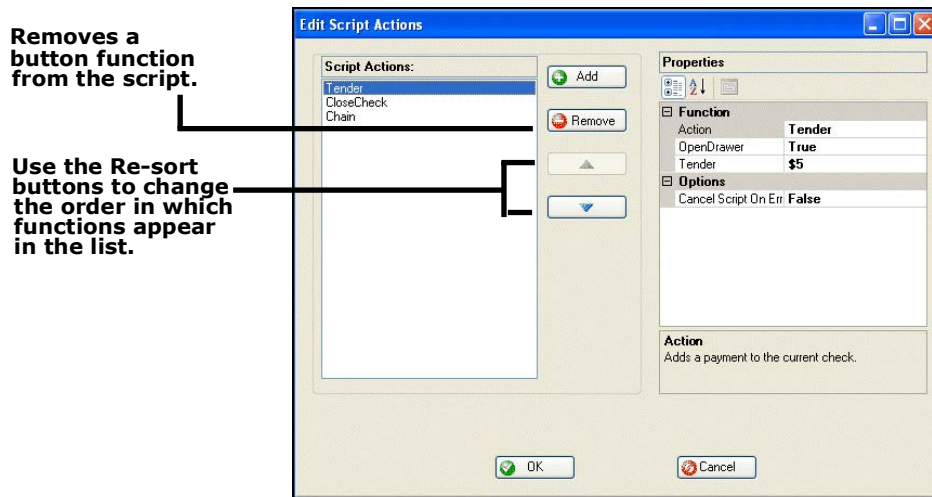 Edit Script Actions
Removes a
button function
from the script.
Use the Re-sort
buttons to change
the order in which
functions appear
in the list.
Script Actions:
Tender
CloseCheck
Chain
Add
Remove
Properties
Function
Action Tender
OpenDrawer True
Tender $5
Options
Cancel Script On Err False
Action
Adds a payment to the current check.
OK
Cancel